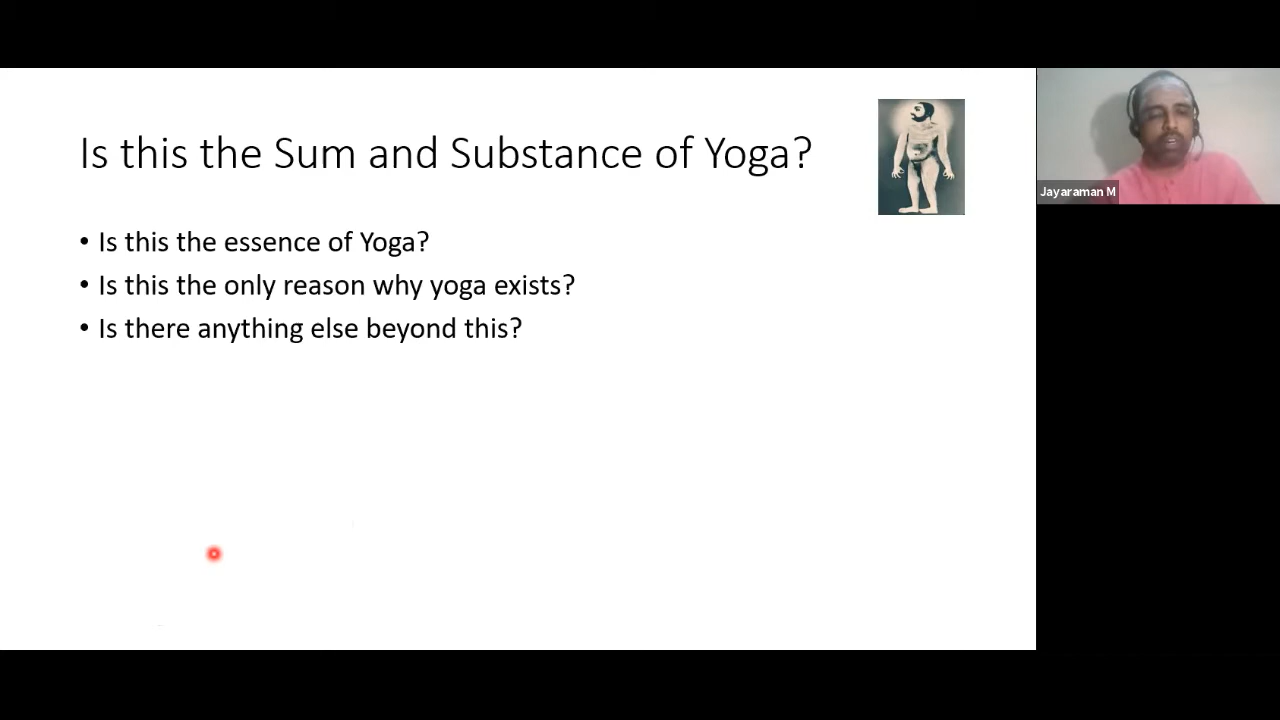 Is this the Sum and Substance of Yoga?
• Is this the essence of Yoga?
• Is this the only reason why yoga exists?
• Is there anything else beyond this?
Jayaraman M